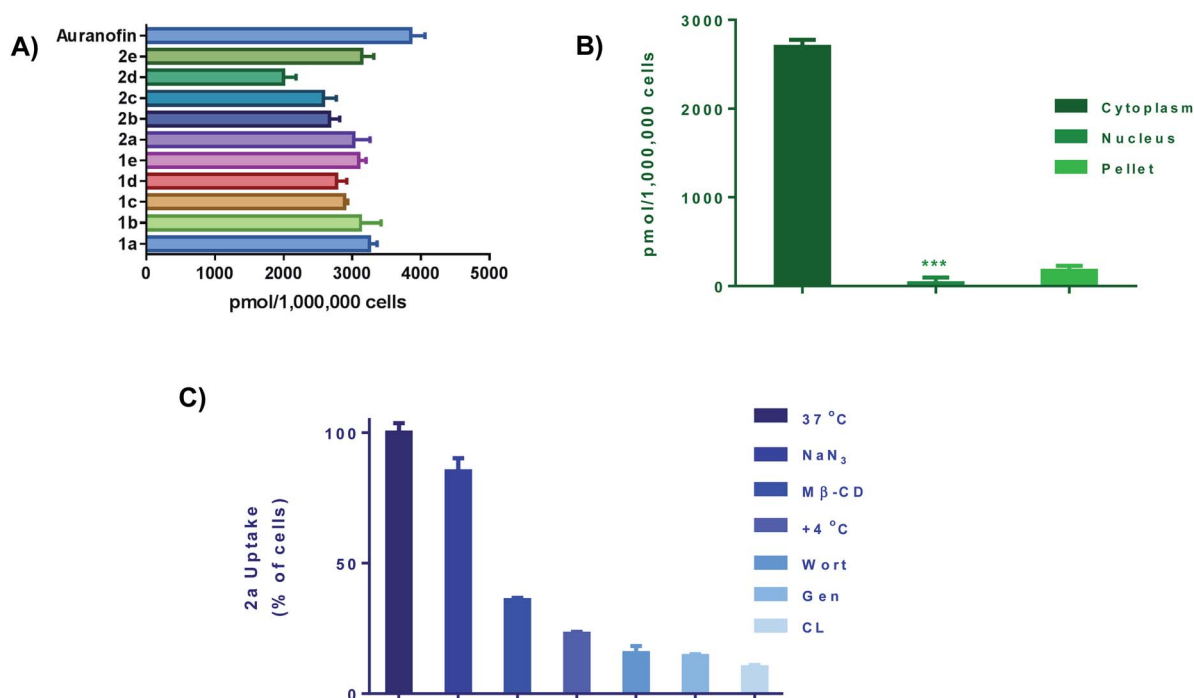 A)
Auranofin
2e
2d
2c
2b
2a
1e
1d
1c
1b
1a
0 1000 2000 3000 4000 5000
pmol/1,000,000 cells
B)
pmol/1,000,000 cells
3000
2000
1000
0
***
Cytoplasm
Nucleus
Pellet
C)
2a Uptake
(% of cells)
100
50
0
37 °C
NaN₃
Mβ-CD
+4 °C
Wort
Gen
CL